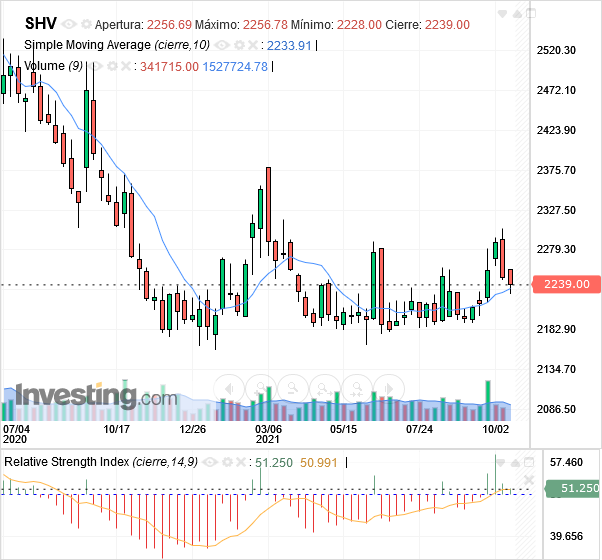 SHV Apertura: 2256.69 Máximo: 2256.78 Mínimo: 2228.00 Cierre: 2239.00
Simple Moving Average (cierre,10) : 2233.91
Volume (9) : 341715.00 1527724.78
2520.30
2472.10
2423.90
2375.70
2327.50
2279.30
2239.00
2182.90
2134.70
2086.50
Investing.com
07/04 10/17 12/26 03/06 05/15 07/24 10/02
2020 2021
Relative Strength Index (cierre,14,9) : 51.250 50.991
57.460
51.250
39.656